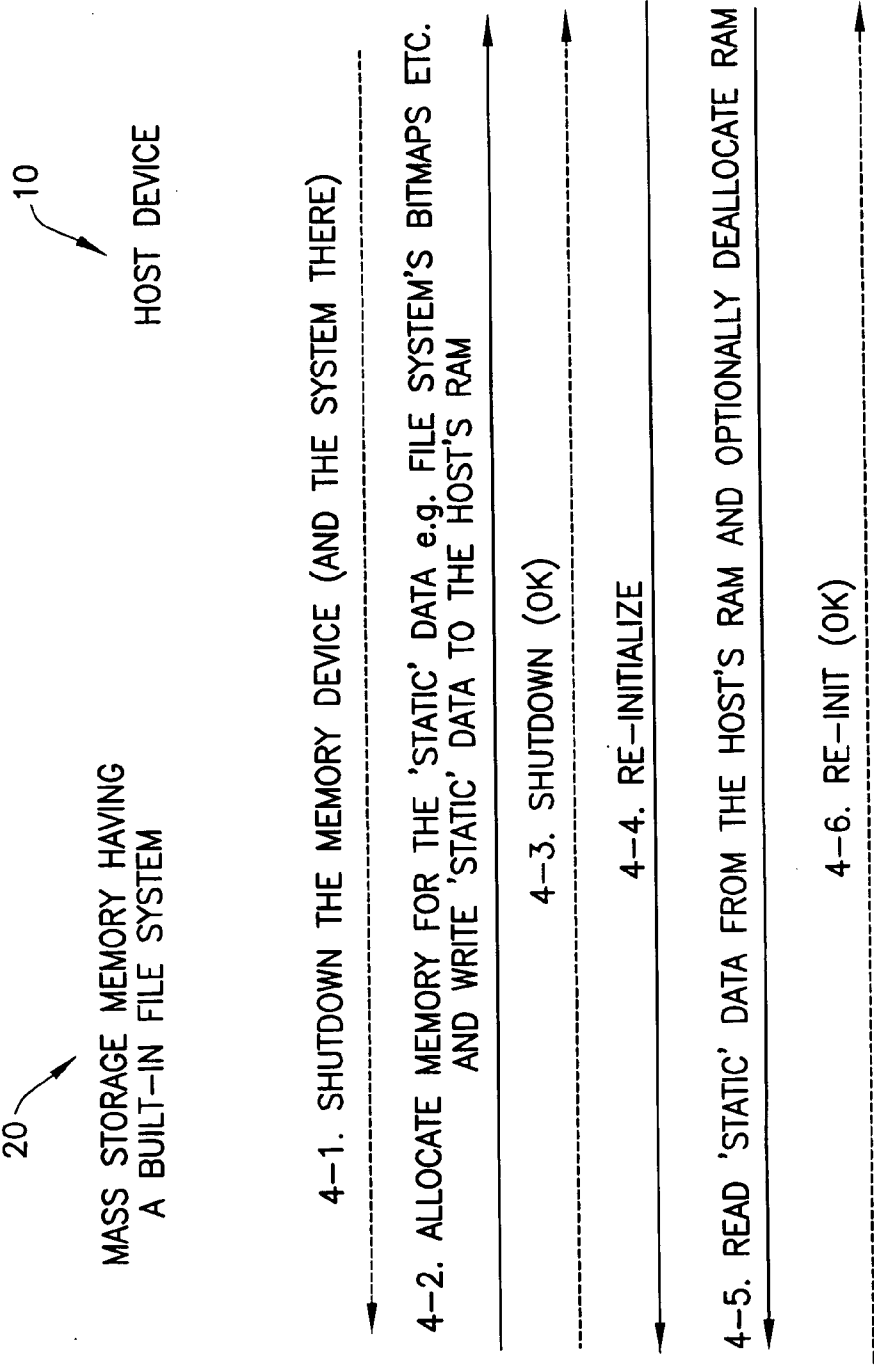 20
MASS STORAGE MEMORY HAVING
A BUILT-IN FILE SYSTEM
10
HOST DEVICE
4-1. SHUTDOWN THE MEMORY DEVICE (AND THE SYSTEM THERE)
4-2. ALLOCATE MEMORY FOR THE 'STATIC' DATA e.g. FILE SYSTEM'S BITMAPS ETC.
AND WRITE 'STATIC' DATA TO THE HOST'S RAM
4-3. SHUTDOWN (OK)
4-4. RE-INITIALIZE
4-5. READ 'STATIC' DATA FROM THE HOST'S RAM AND OPTIONALLY DEALLOCATE RAM
4-6. RE-INIT (OK)